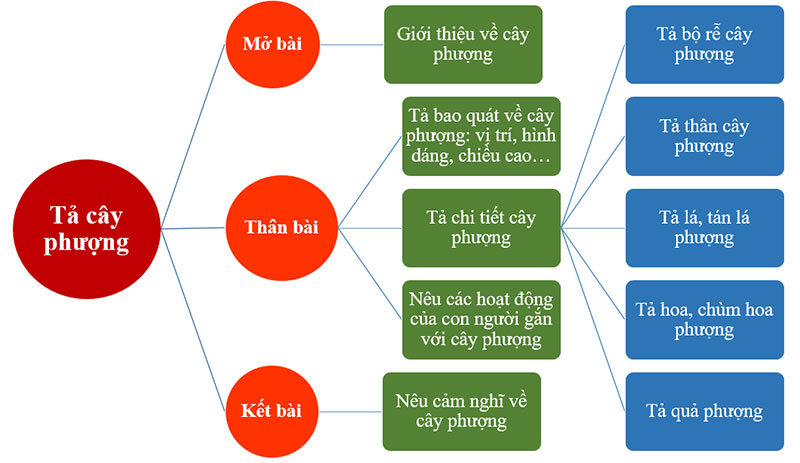 Tả cây
phượng
Mở bài
Giới thiệu về cây
phượng
Thân bài
Tả bao quát về cây
phượng: vị trí, hình
dáng, chiều cao...
Tả chi tiết cây
phượng
Tả bộ rễ cây
phượng
Tả thân cây
phượng
Tả lá, tán lá
phượng
Tả hoa, chùm hoa
phượng
Tả quả phượng
Nêu các hoạt động
của con người gắn
với cây phượng
Kết bài
Nêu cảm nghĩ về
cây phượng